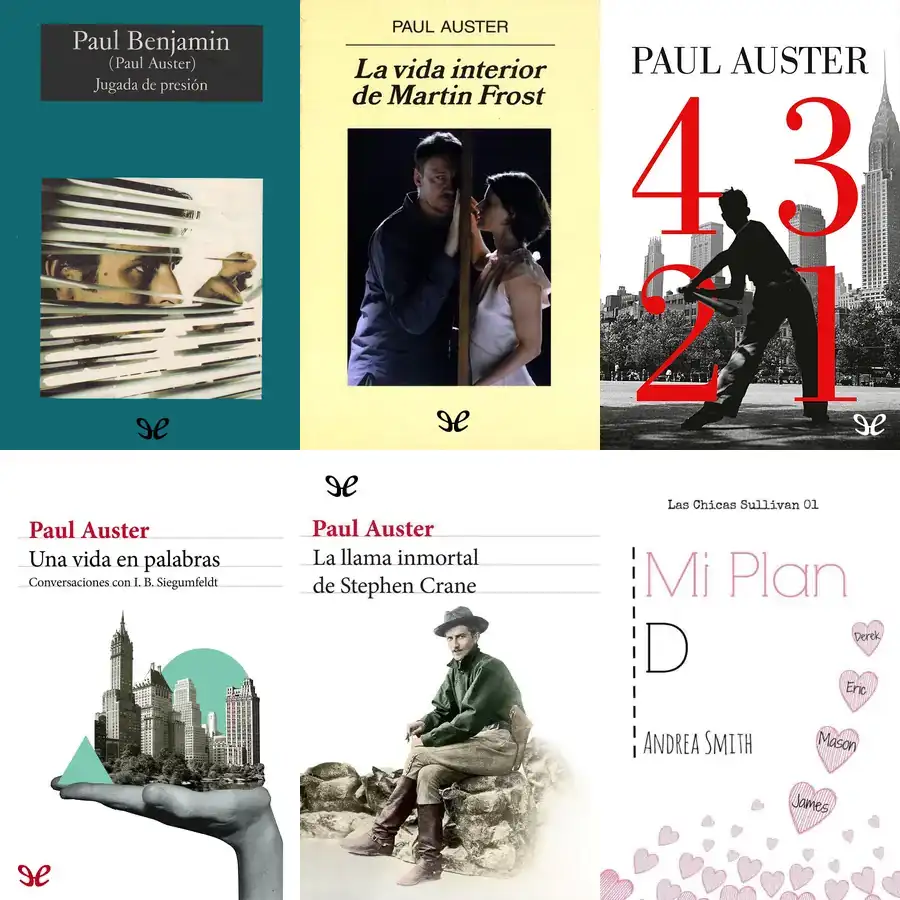 Paul Benjamin
(Paul Auster)
Jugada de presión
PAUL AUSTER
La vida interior
de Martin Frost
PAUL AUSTER
4 3
2 1
Paul Auster
Una vida en palabras
Conversaciones con I. B. Siegumfeldt
Paul Auster
La llama inmortal
de Stephen Crane
Las Chicas Sullivan 01
Mi Plan
D
ANDREA SMITH
Derek
Eric
Mason
James